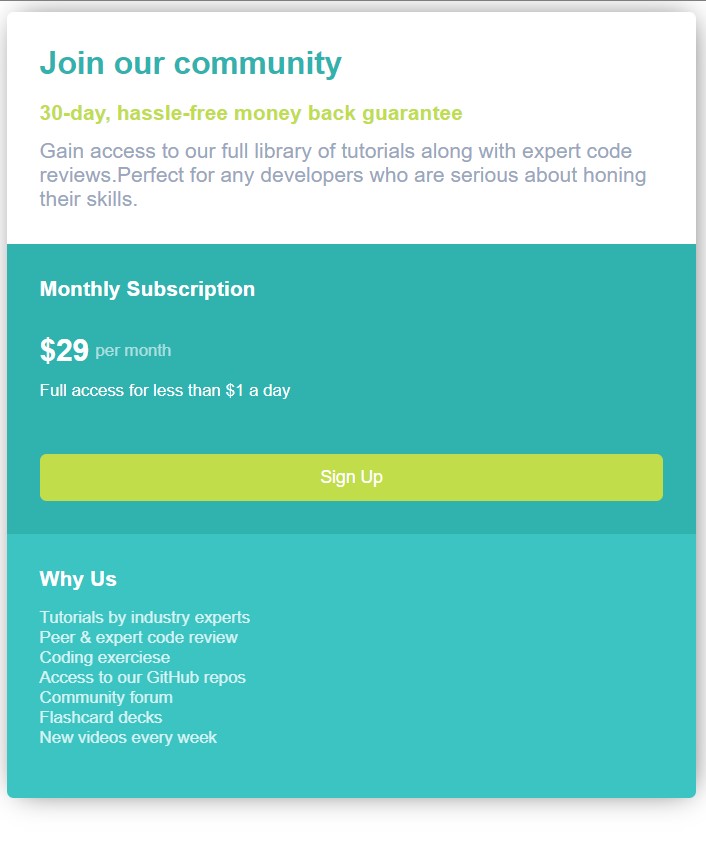 Join our community
30-day, hassle-free money back guarantee
Gain access to our full library of tutorials along with expert code
reviews.Perfect for any developers who are serious about honing
their skills.
Monthly Subscription
$29 per month
Full access for less than $1 a day
Sign Up
Why Us
Tutorials by industry experts
Peer & expert code review
Coding exerciese
Access to our GitHub repos
Community forum
Flashcard decks
New videos every week